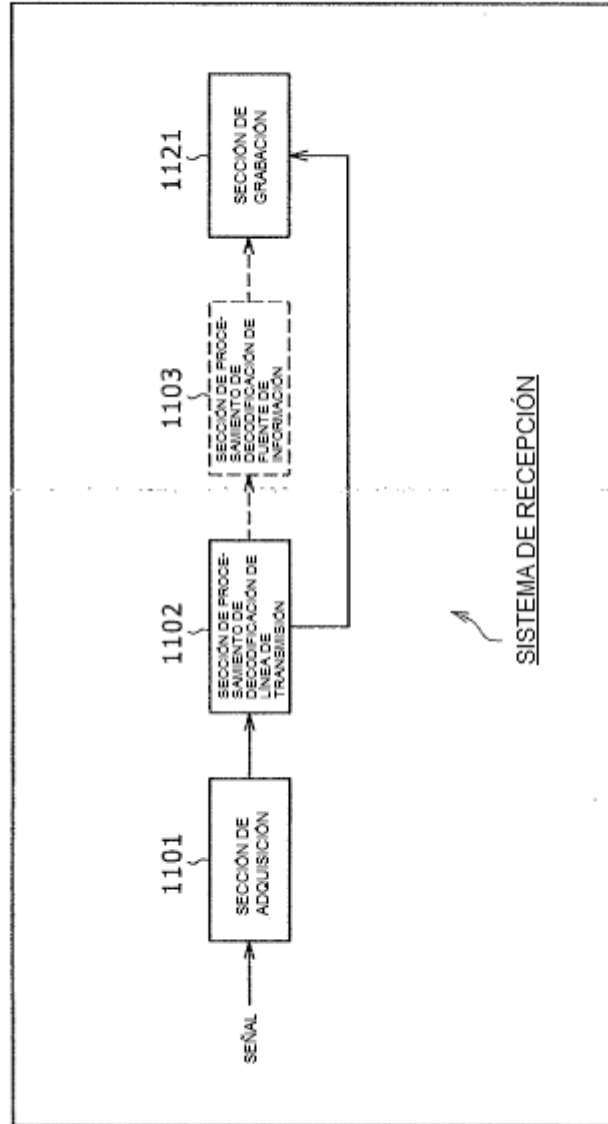 1101
1102
1103
1121
SEÑAL
SECCIÓN DE
ADQUISICIÓN
SECCIÓN DE PROCE-
SAMIENTO DE
DECODIFICACIÓN DE
LÍNEA DE
TRANSMISIÓN
SECCIÓN DE PROCE-
SAMIENTO DE
DECODIFICACIÓN DE
FUENTE DE
INFORMACIÓN
SECCIÓN DE
GRABACIÓN
SISTEMA DE RECEPCIÓN